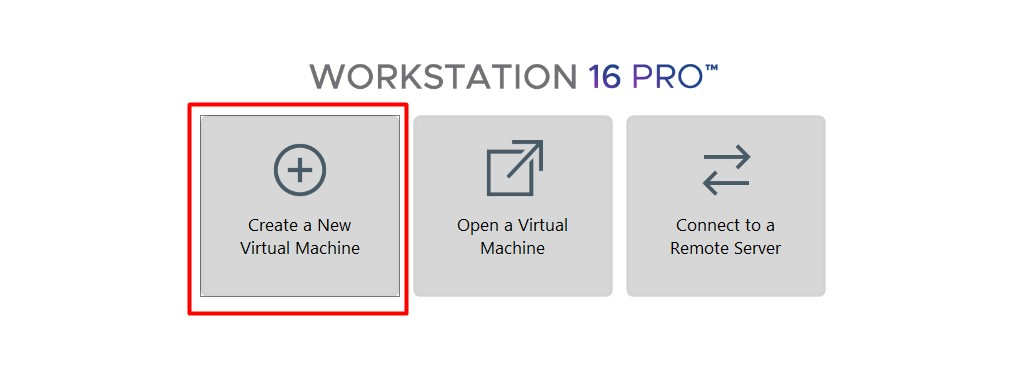 WORKSTATION 16 PRO™
Create a New
Virtual Machine
Open a Virtual
Machine
Connect to a
Remote Server